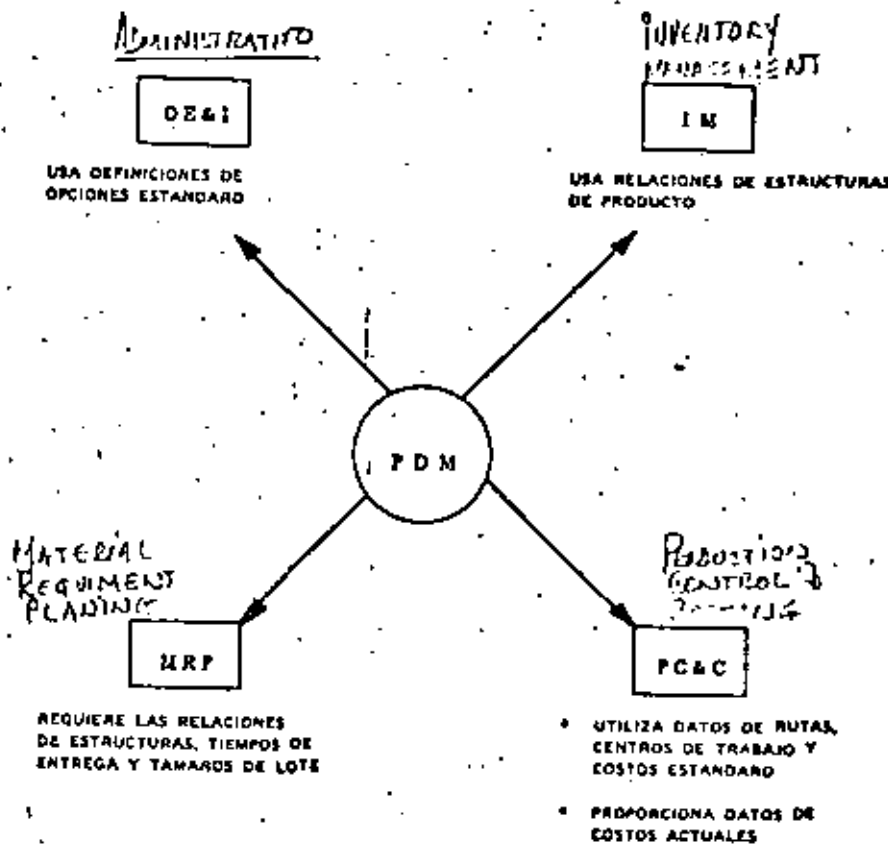 ADMINISTRATIVO
INVENTORY
OE&I
IM
USA DEFINICIONES DE
OPCIONES ESTANDARD
USA RELACIONES DE ESTRUCTURAS
DE PRODUCTO
PDM
MATERIAL
REQUIMENT
PLANING
PRODUCTION
CONTROL
MRP
PC&C
REQUIERE LAS RELACIONES
DE ESTRUCTURAS, TIEMPOS DE
ENTREGA Y TAMAÑOS DE LOTE
• UTILIZA DATOS DE RUTAS,
CENTROS DE TRABAJO Y
COSTOS ESTANDARD
• PROPORCIONA DATOS DE
COSTOS ACTUALES